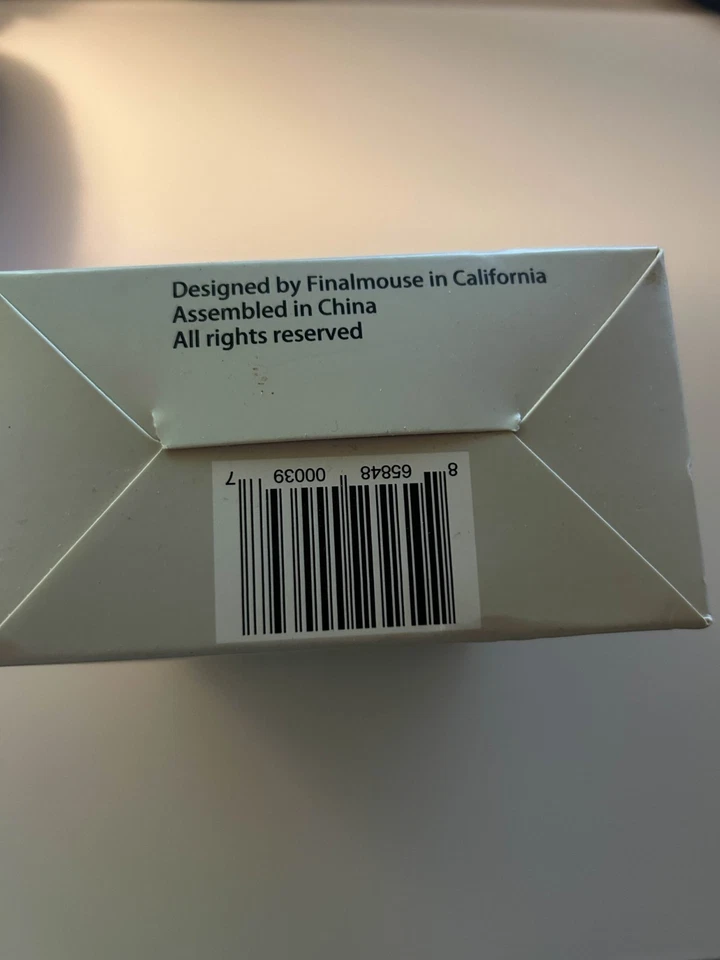 Designed by Finalmouse in California
Assembled in China
All rights reserved
8 65848 00039 7